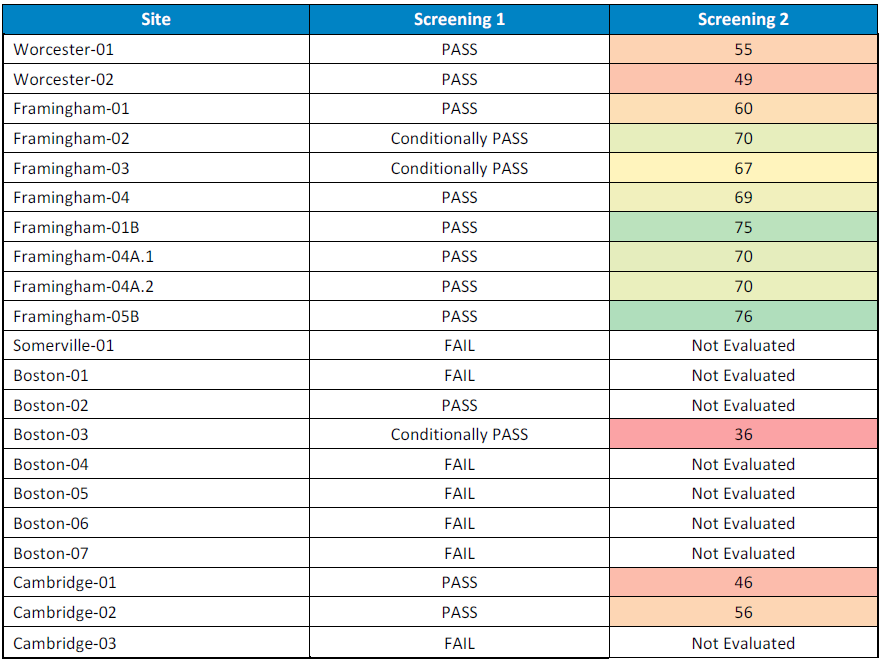 Site Screening 1 Screening 2
Worcester-01 PASS 55
Worcester-02 PASS 49
Framingham-01 PASS 60
Framingham-02 Conditionally PASS 70
Framingham-03 Conditionally PASS 67
Framingham-04 PASS 69
Framingham-01B PASS 75
Framingham-04A.1 PASS 70
Framingham-04A.2 PASS 70
Framingham-05B PASS 76
Somerville-01 FAIL Not Evaluated
Boston-01 FAIL Not Evaluated
Boston-02 PASS Not Evaluated
Boston-03 Conditionally PASS 36
Boston-04 FAIL Not Evaluated
Boston-05 FAIL Not Evaluated
Boston-06 FAIL Not Evaluated
Boston-07 FAIL Not Evaluated
Cambridge-01 PASS 46
Cambridge-02 PASS 56
Cambridge-03 FAIL Not Evaluated